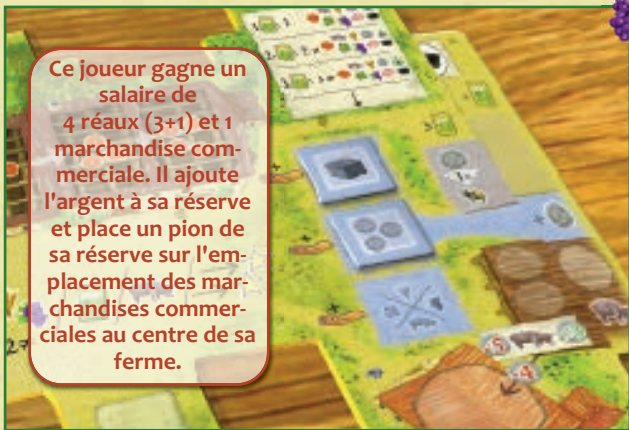 Ce joueur gagne un
salaire de
4 réaux (3+1) et 1
marchandise com-
merciale. Il ajoute
l'argent à sa réserve
et place un pion de
sa réserve sur l'em-
placement des mar-
chandises commer-
ciales au centre de sa
ferme.
-5
-4